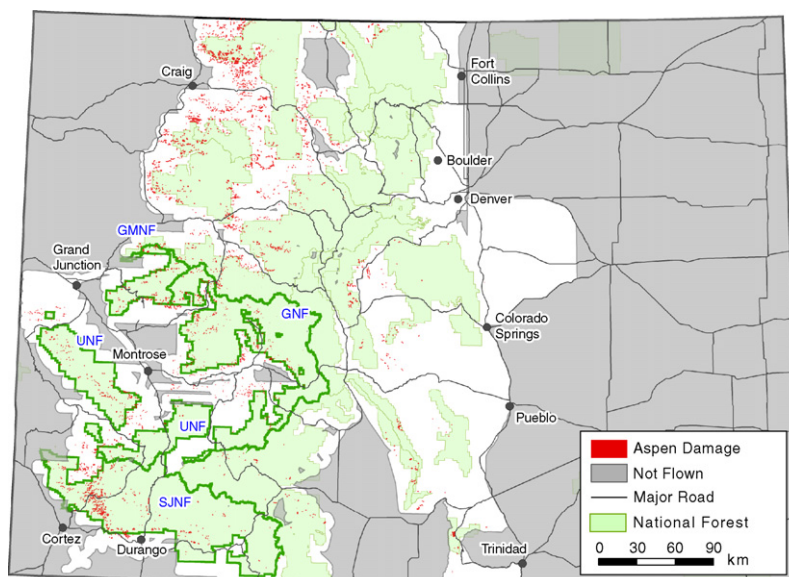 Craig
Fort
Collins
Boulder
Denver
GMNF
Grand
Junction
GNF
Colorado
Springs
UNF
Montrose
UNF
Pueblo
SJNF
Cortez
Durango
Trinidad
Aspen Damage
Not Flown
Major Road
National Forest
0 30 60 90
km